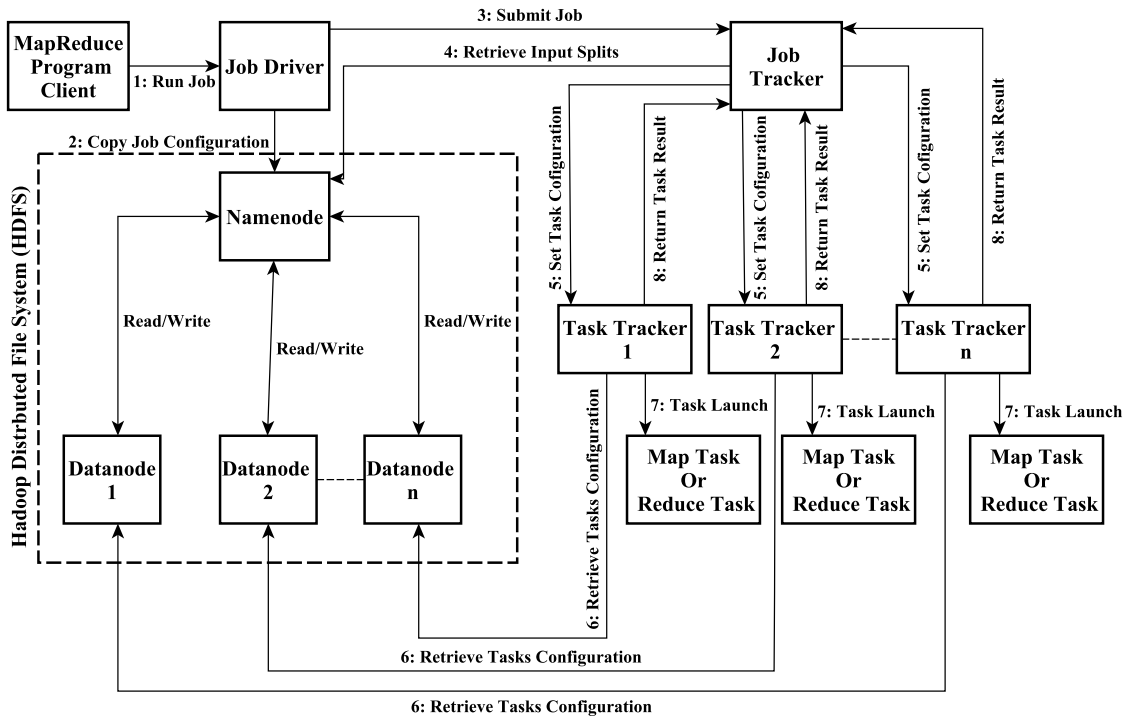 3: Submit Job
MapReduce
Program
Client
1: Run Job
Job Driver
4: Retrieve Input Splits
Job
Tracker
2: Copy Job Configuration
Hadoop Distrbuted File System (HDFS)
Namenode
Read/Write
Read/Write
Read/Write
Datanode
1
Datanode
2
Datanode
n
5: Set Task Cofiguration
8: Return Task Result
5: Set Task Cofiguration
8: Return Task Result
5: Set Task Cofiguration
8: Return Task Result
Task Tracker
1
Task Tracker
2
Task Tracker
n
7: Task Launch
7: Task Launch
7: Task Launch
Map Task
Or
Reduce Task
Map Task
Or
Reduce Task
Map Task
Or
Reduce Task
6: Retrieve Tasks Configuration
6: Retrieve Tasks Configuration
6: Retrieve Tasks Configuration